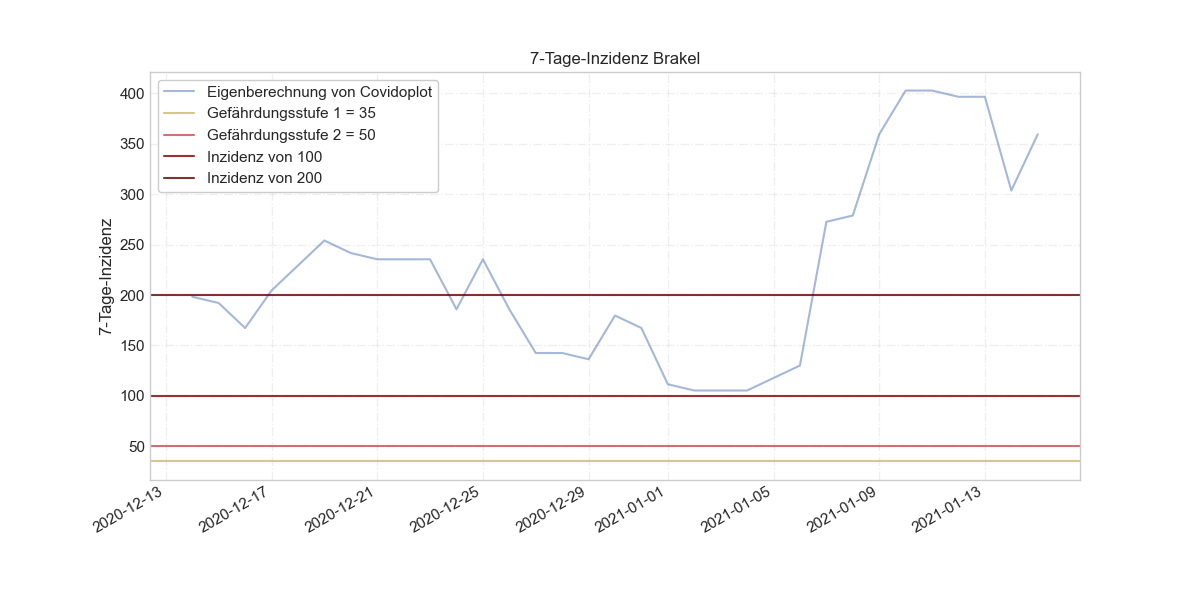 7-Tage-Inzidenz Brakel
Eigenberechnung von Covidoplot
Gefährdungsstufe 1 = 35
Gefährdungsstufe 2 = 50
Inzidenz von 100
Inzidenz von 200
7-Tage-Inzidenz
400
350
300
250
200
150
100
50
2020-12-13
2020-12-17
2020-12-21
2020-12-25
2020-12-29
2021-01-01
2021-01-05
2021-01-09
2021-01-13